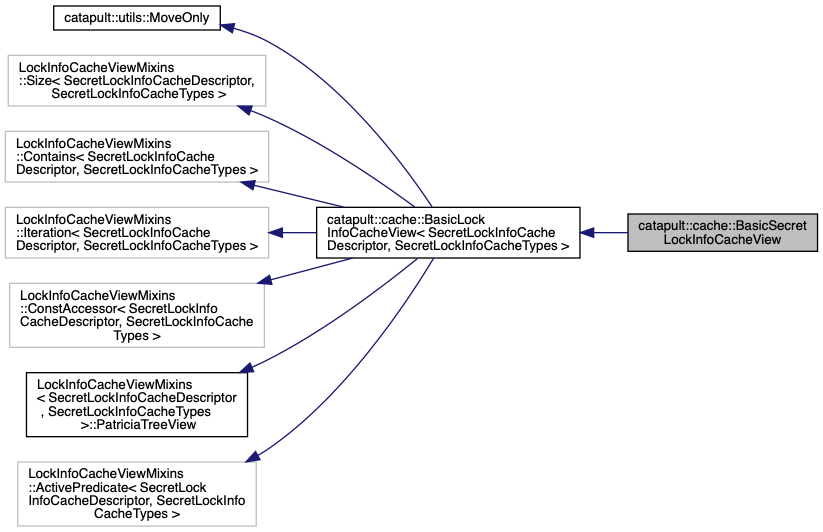 catapult::utils::MoveOnly
LockInfoCacheViewMixins
::Size< SecretLockInfoCacheDescriptor,
SecretLockInfoCacheTypes >
LockInfoCacheViewMixins
::Contains< SecretLockInfoCache
Descriptor, SecretLockInfoCacheTypes >
LockInfoCacheViewMixins
::Iteration< SecretLockInfoCache
Descriptor, SecretLockInfoCacheTypes >
LockInfoCacheViewMixins
::ConstAccessor< SecretLockInfo
CacheDescriptor, SecretLockInfoCache
Types >
LockInfoCacheViewMixins
< SecretLockInfoCacheDescriptor
, SecretLockInfoCacheTypes
>::PatriciaTreeView
LockInfoCacheViewMixins
::ActivePredicate< SecretLock
InfoCacheDescriptor, SecretLockInfo
CacheTypes >
catapult::cache::BasicLock
InfoCacheView< SecretLockInfoCache
Descriptor, SecretLockInfoCacheTypes >
catapult::cache::BasicSecret
LockInfoCacheView